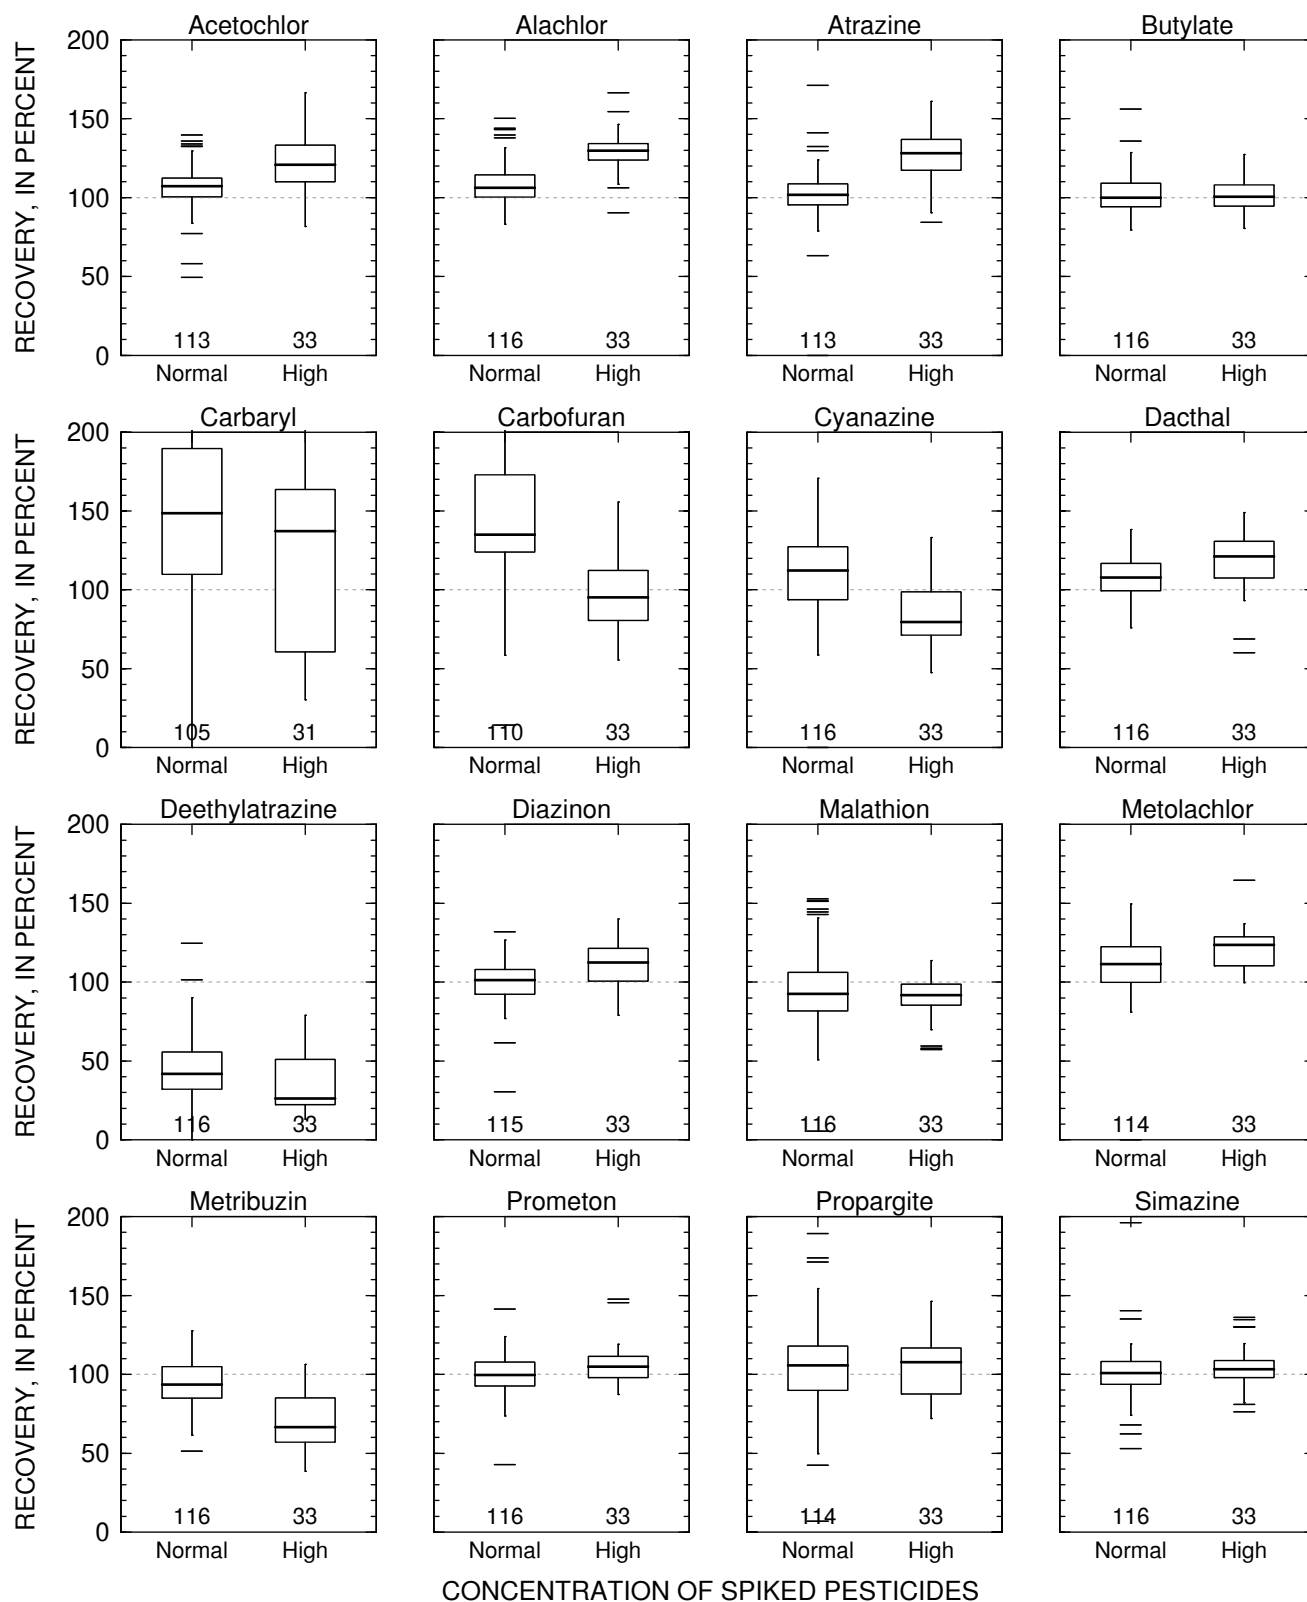 Acetochlor Alachlor Atrazine Butylate
RECOVERY, IN PERCENT
200
150
100
50
0
113 33 116 33 113 33 116 33
Normal High Normal High Normal High Normal High
Carbaryl Carbofuran Cyanazine Dacthal
RECOVERY, IN PERCENT
200
150
100
50
0
105 31 110 33 116 33 116 33
Normal High Normal High Normal High Normal High
Deethylatrazine Diazinon Malathion Metolachlor
RECOVERY, IN PERCENT
200
150
100
50
0
116 33 115 33 116 33 114 33
Normal High Normal High Normal High Normal High
Metribuzin Prometon Propargite Simazine
RECOVERY, IN PERCENT
200
150
100
50
0
116 33 116 33 114 33 116 33
Normal High Normal High Normal High Normal High
CONCENTRATION OF SPIKED PESTICIDES